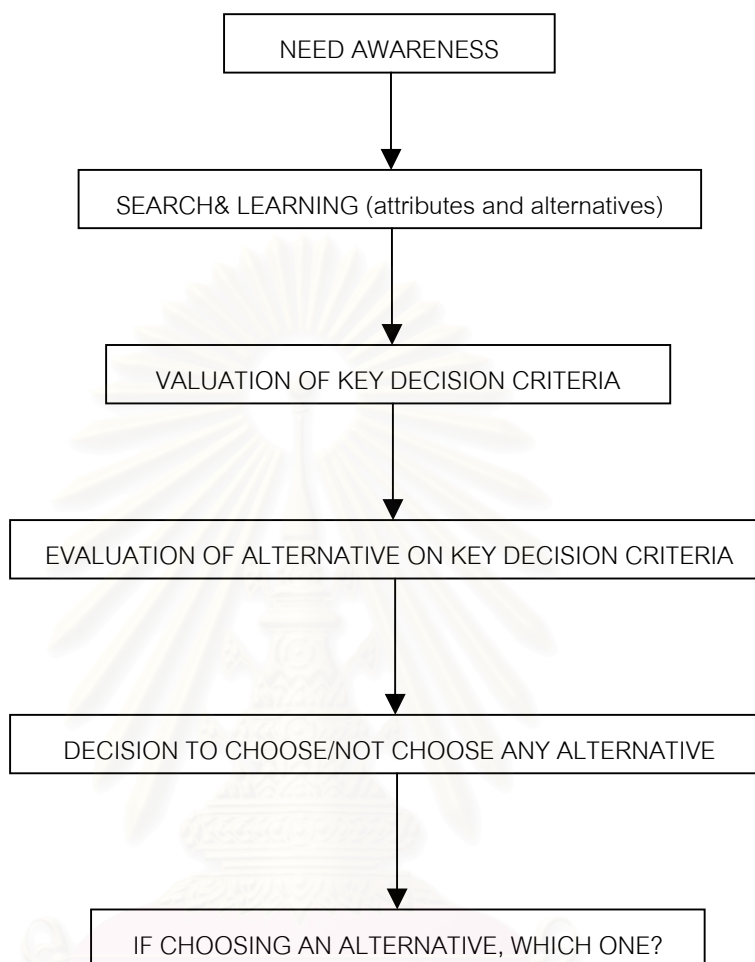 NEED AWARENESS
SEARCH& LEARNING (attributes and alternatives)
VALUATION OF KEY DECISION CRITERIA
EVALUATION OF ALTERNATIVE ON KEY DECISION CRITERIA
DECISION TO CHOOSE/NOT CHOOSE ANY ALTERNATIVE
IF CHOOSING AN ALTERNATIVE, WHICH ONE?